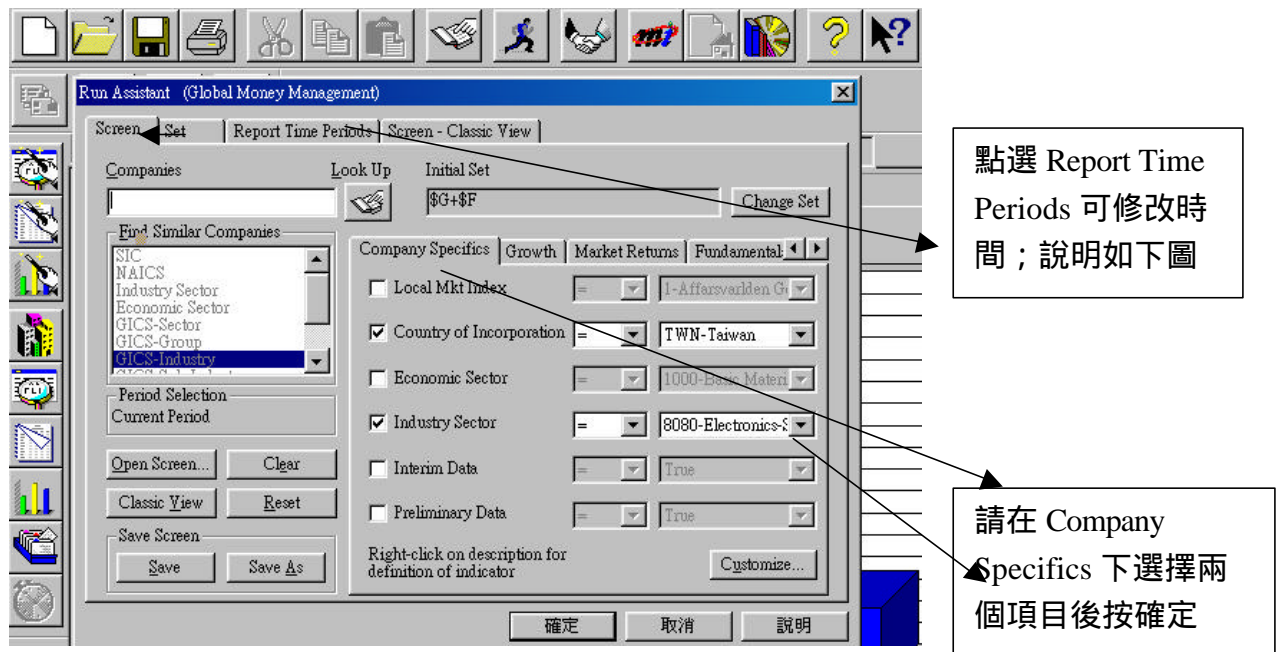 Run Assistant (Global Money Management)
Screen Set Report Time Periods Screen - Classic View
Companies Look Up Initial Set
$G+$F Change Set
Find Similar Companies
SIC
NAICS
Industry Sector
Economic Sector
GICS-Sector
GICS-Group
GICS-Industry
Period Selection
Current Period
Open Screen... Clear
Classic View Reset
Save Screen
Save Save As
Company Specifics Growth Market Returns Fundamental
Local Mkt Index = 1-Affarsvarlden G
Country of Incorporation = TWN-Taiwan
Economic Sector = 1000-Basic Materi
Industry Sector = 8080-Electronics-S
Interim Data = True
Preliminary Data = True
Right-click on description for
definition of indicator
Customize...
確定 取消 說明
點選 Report Time
Periods 可修改時
間；說明如下圖
請在 Company
Specifics 下選擇兩
個項目後按確定